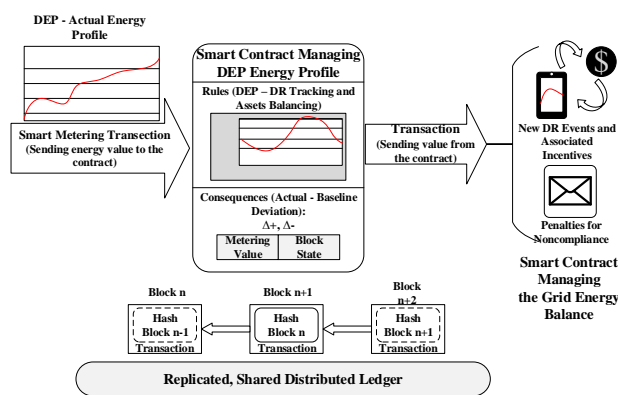 DEP - Actual Energy
Profile
Smart Metering Transection
(Sending energy value to the
contract)
Smart Contract Managing
DEP Energy Profile
Rules (DEP – DR Tracking and
Assets Balancing)
Consequences (Actual - Baseline
Deviation):
Δ+, Δ-
Metering
Value
Block
State
Transaction
(Sending value from
the contract)
$
New DR Events and
Associated
Incentives
Penalties for
Noncompliance
Smart Contract
Managing
the Grid Energy
Balance
Block n
Hash
Block n-1
Transaction
Block n+1
Hash
Block n
Transaction
Block
n+2
Hash
Block n+1
Transaction
Replicated, Shared Distributed Ledger